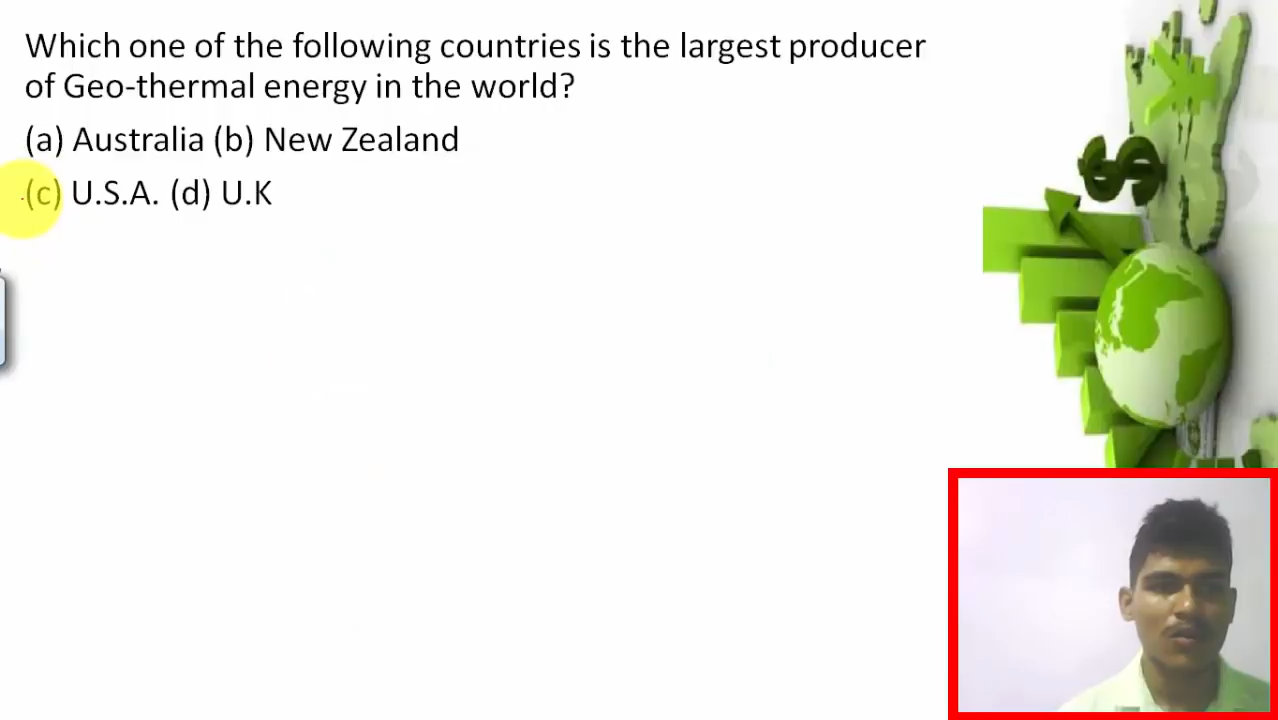 Which one of the following countries is the largest producer
of Geo-thermal energy in the world?
(a) Australia (b) New Zealand
(c) U.S.A. (d) U.K